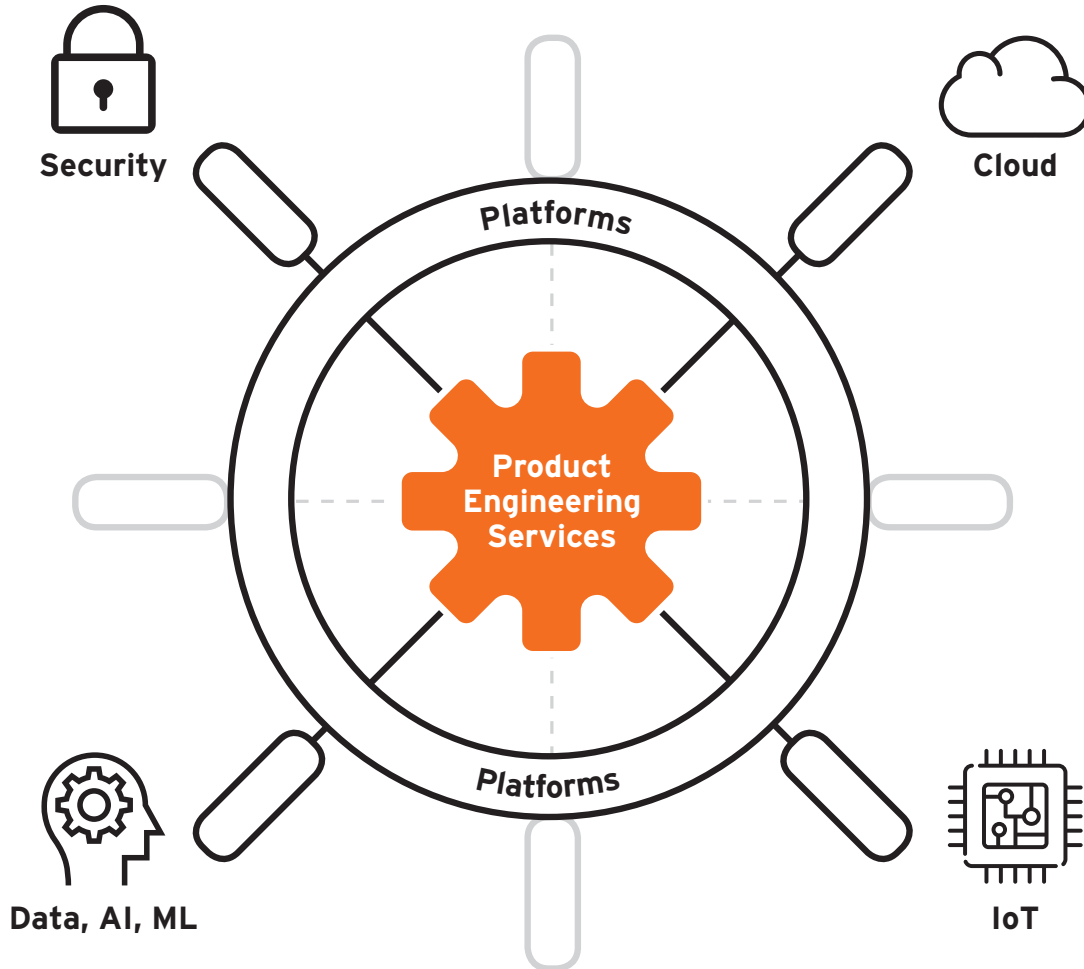 Security
Cloud
Platforms
Product
Engineering
Services
Platforms
Data, AI, ML
IoT